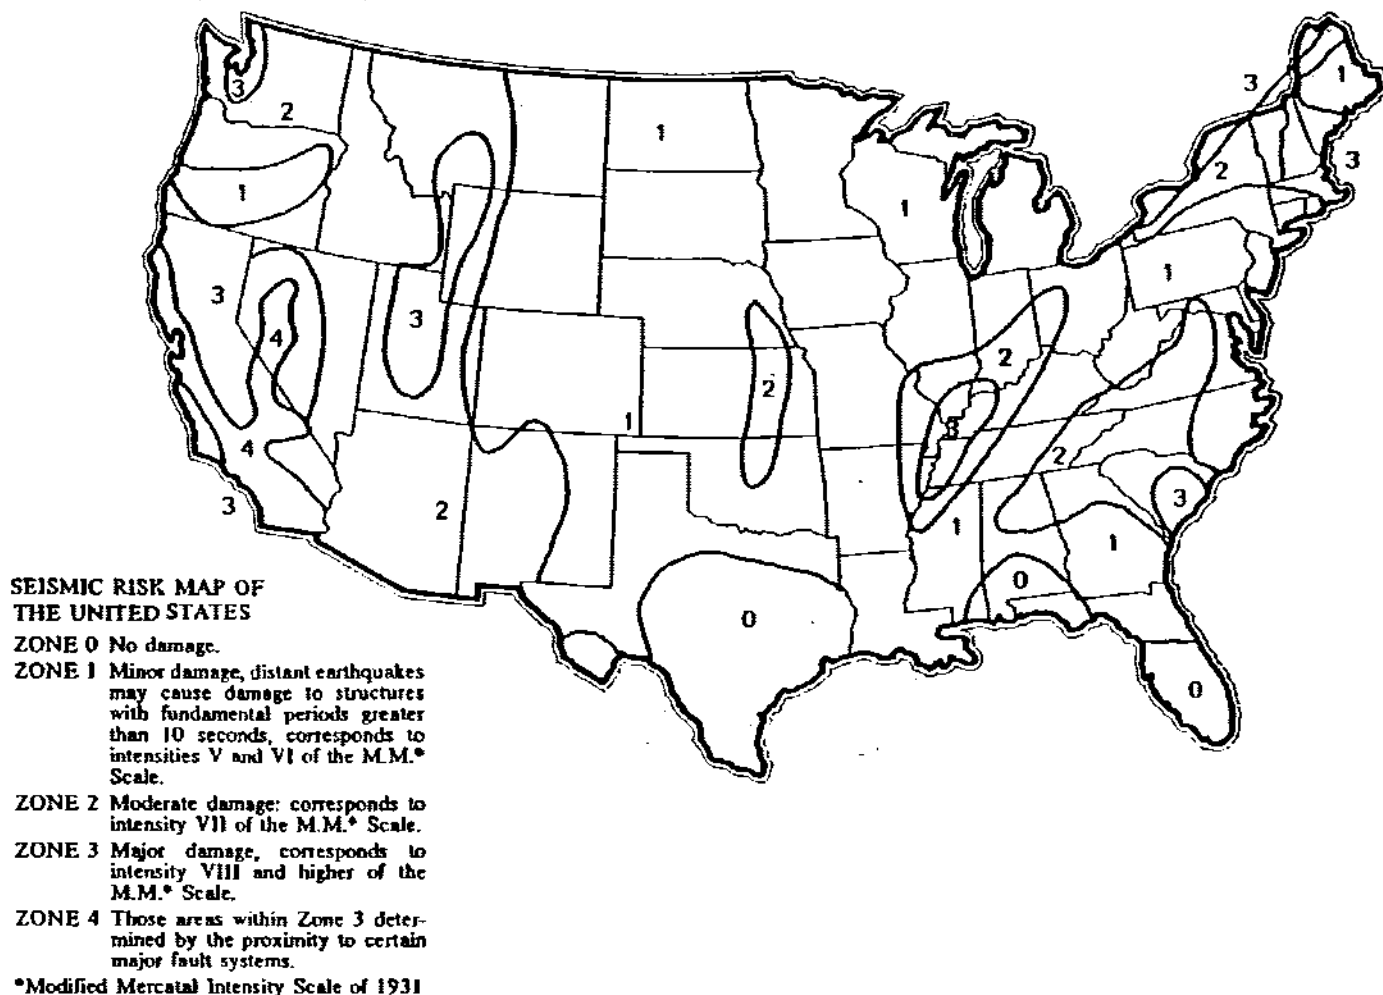 3
2
1
1
3
1
3
2
1
1
3
3
4
2
2
3
1
4
2
3
3
2
1
1
0
0
0
SEISMIC RISK MAP OF
THE UNITED STATES
ZONE 0 No damage.
ZONE 1 Minor damage, distant earthquakes
may cause damage to structures
with fundamental periods greater
than 10 seconds, corresponds to
intensities V and VI of the M.M.*
Scale.
ZONE 2 Moderate damage: corresponds to
intensity VII of the M.M.* Scale.
ZONE 3 Major damage, corresponds to
intensity VIII and higher of the
M.M.* Scale.
ZONE 4 Those areas within Zone 3 deter-
mined by the proximity to certain
major fault systems.
*Modified Mercatal Intensity Scale of 1931